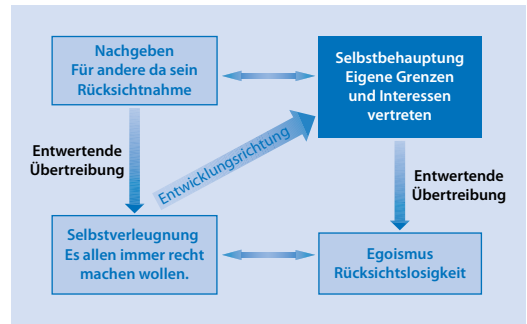 Nachgeben
Für andere da sein
Rücksichtnahme
Selbstbehauptung
Eigene Grenzen
und Interessen
vertreten
Entwertende
Übertreibung
Entwicklungsrichtung
Entwertende
Übertreibung
Selbstverleugnung
Es allen immer recht
machen wollen.
Egoismus
Rücksichtslosigkeit